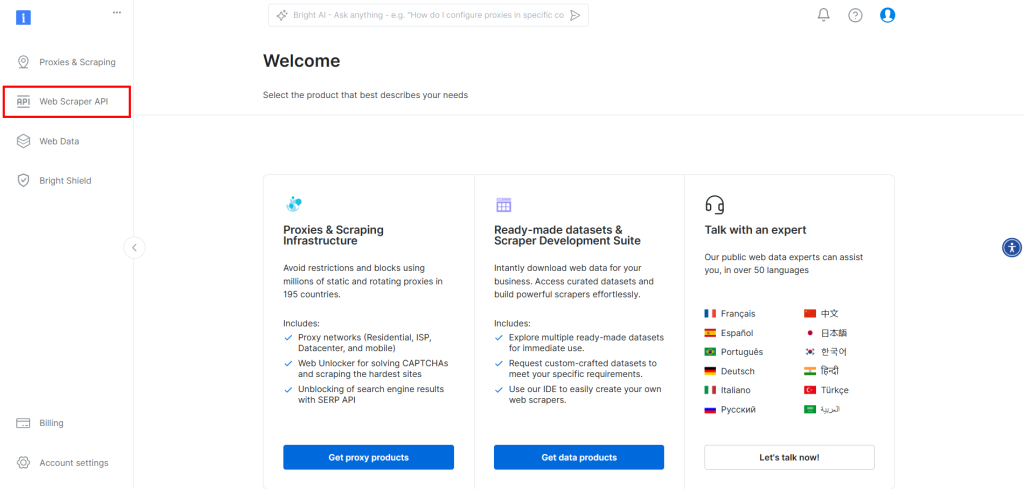 Bright AI - Ask anything - e.g. "How do I configure proxies in specific co
Proxies & Scraping
API Web Scraper API
Web Data
Bright Shield
Billing
Account settings
Welcome
Select the product that best describes your needs
Proxies & Scraping
Infrastructure
Avoid restrictions and blocks using
millions of static and rotating proxies in
195 countries.
Includes:
Proxy networks (Residential, ISP,
Datacenter, and mobile)
Web Unlocker for solving CAPTCHAs
and scraping the hardest sites
Unblocking of search engine results
with SERP API
Get proxy products
Ready-made datasets &
Scraper Development Suite
Intantly download web data for your
business. Access curated datasets and
build powerful scrapers effortlessly.
Includes:
Explore multiple ready-made datasets
for immediate use.
Request custom-crafted datasets to
meet your specific requirements.
Use our IDE to easily create your own
web scrapers.
Get data products
Talk with an expert
Our public web data experts can assist
you, in over 50 languages
Français
中文
Español
日本語
Português
한국어
Deutsch
हिन्दी
Italiano
Türkçe
Русский
العربية
Let's talk now!